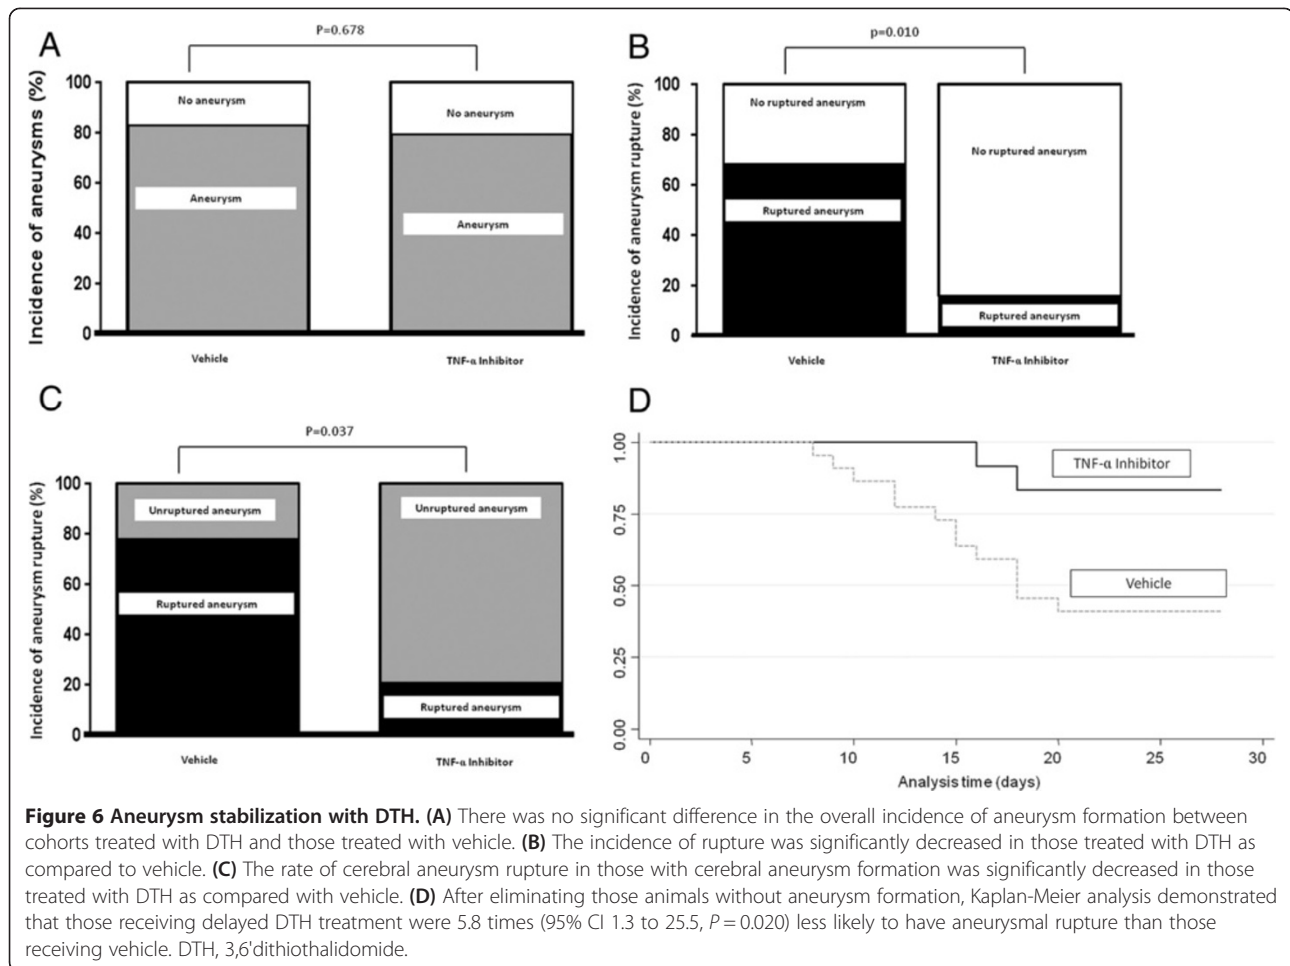 A
P=0.678
Incidence of aneurysms (%)
100
80
60
40
20
0
No aneurysm
Aneurysm
No aneurysm
Aneurysm
Vehicle
TNF-α Inhibitor
B
p=0.010
Incidence of aneurysm rupture (%)
100
80
60
40
20
0
No ruptured aneurysm
Ruptured aneurysm
No ruptured aneurysm
Ruptured aneurysm
Vehicle
TNF-α Inhibitor
C
P=0.037
Incidence of aneurysm rupture (%)
100
80
60
40
20
0
Unruptured aneurysm
Ruptured aneurysm
Unruptured aneurysm
Ruptured aneurysm
Vehicle
TNF-α Inhibitor
D
1.00
0.75
0.50
0.25
0.00
TNF-α Inhibitor
Vehicle
0 5 10 15 20 25 30
Analysis time (days)
Figure 6 Aneurysm stabilization with DTH. (A) There was no significant difference in the overall incidence of aneurysm formation between
cohorts treated with DTH and those treated with vehicle. (B) The incidence of rupture was significantly decreased in those treated with DTH as
compared to vehicle. (C) The rate of cerebral aneurysm rupture in those with cerebral aneurysm formation was significantly decreased in those
treated with DTH as compared with vehicle. (D) After eliminating those animals without aneurysm formation, Kaplan-Meier analysis demonstrated
that those receiving delayed DTH treatment were 5.8 times (95% CI 1.3 to 25.5, P = 0.020) less likely to have aneurysmal rupture than those
receiving vehicle. DTH, 3,6'dithiothalidomide.